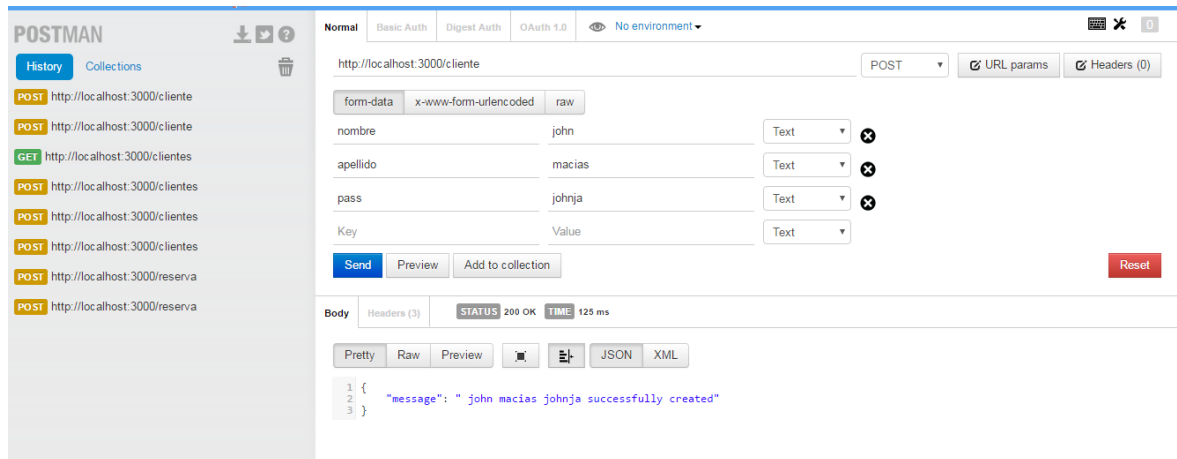 POSTMAN
History Collections
POST http://localhost:3000/cliente
POST http://localhost:3000/cliente
GET http://localhost:3000/clientes
POST http://localhost:3000/clientes
POST http://localhost:3000/clientes
POST http://localhost:3000/clientes
POST http://localhost:3000/reserva
POST http://localhost:3000/reserva
Normal Basic Auth Digest Auth OAuth 1.0 No environment 0
http://localhost:3000/cliente POST URL params Headers (0)
form-data x-www-form-urlencoded raw
nombre john Text
apellido macias Text
pass johnja Text
Key Value Text
Send Preview Add to collection Reset
Body Headers (3) STATUS 200 OK TIME 125 ms
Pretty Raw Preview JSON XML
1 {
2 "message": " john macias johnja successfully created"
3 }